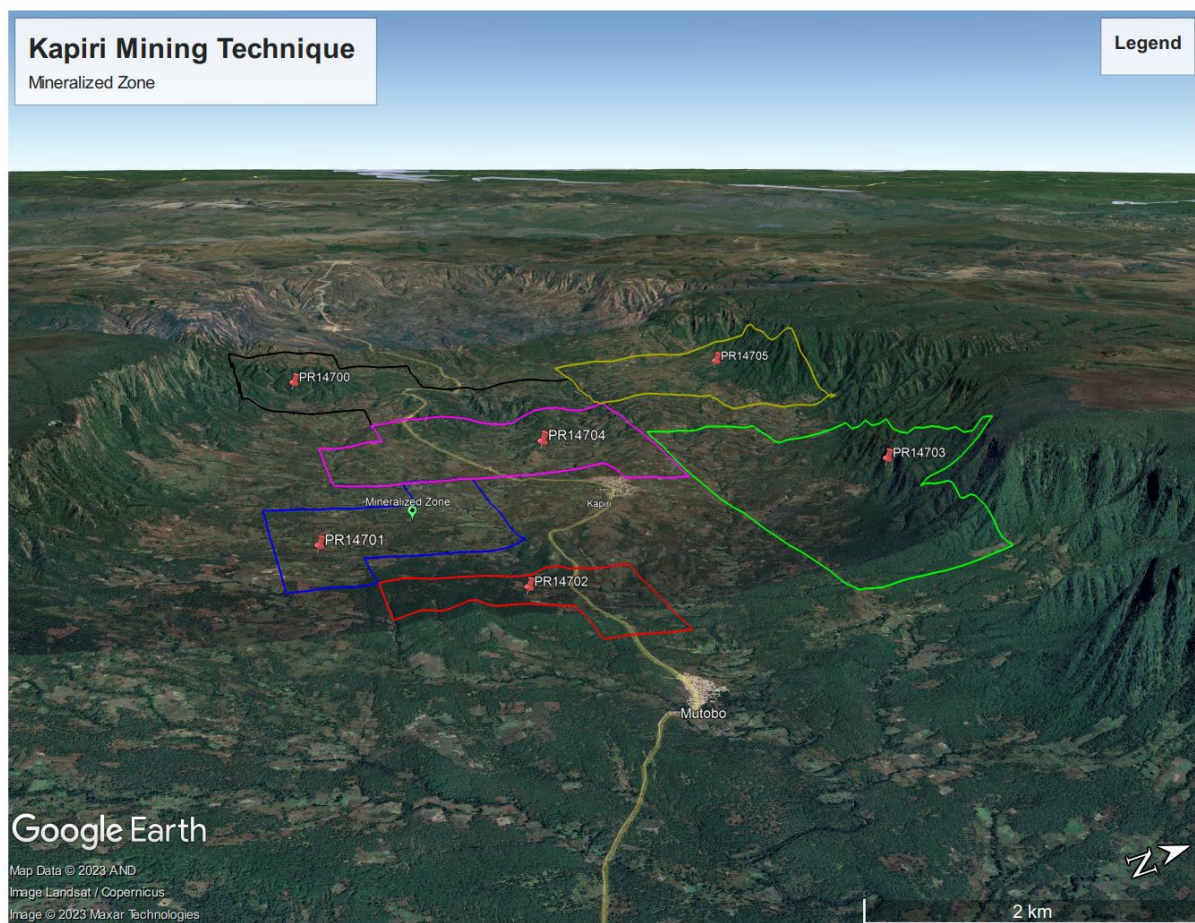 Kapiri Mining Technique
Mineralized Zone
Legend
PR14705
PR14700
PR14704
PR14703
Mineralized Zone
Kapiri
PR14701
PR14702
Mutobo
Google Earth
Map Data © 2023 AND
Image Landsat / Copernicus
Image © 2023 Maxar Technologies
N
2 km